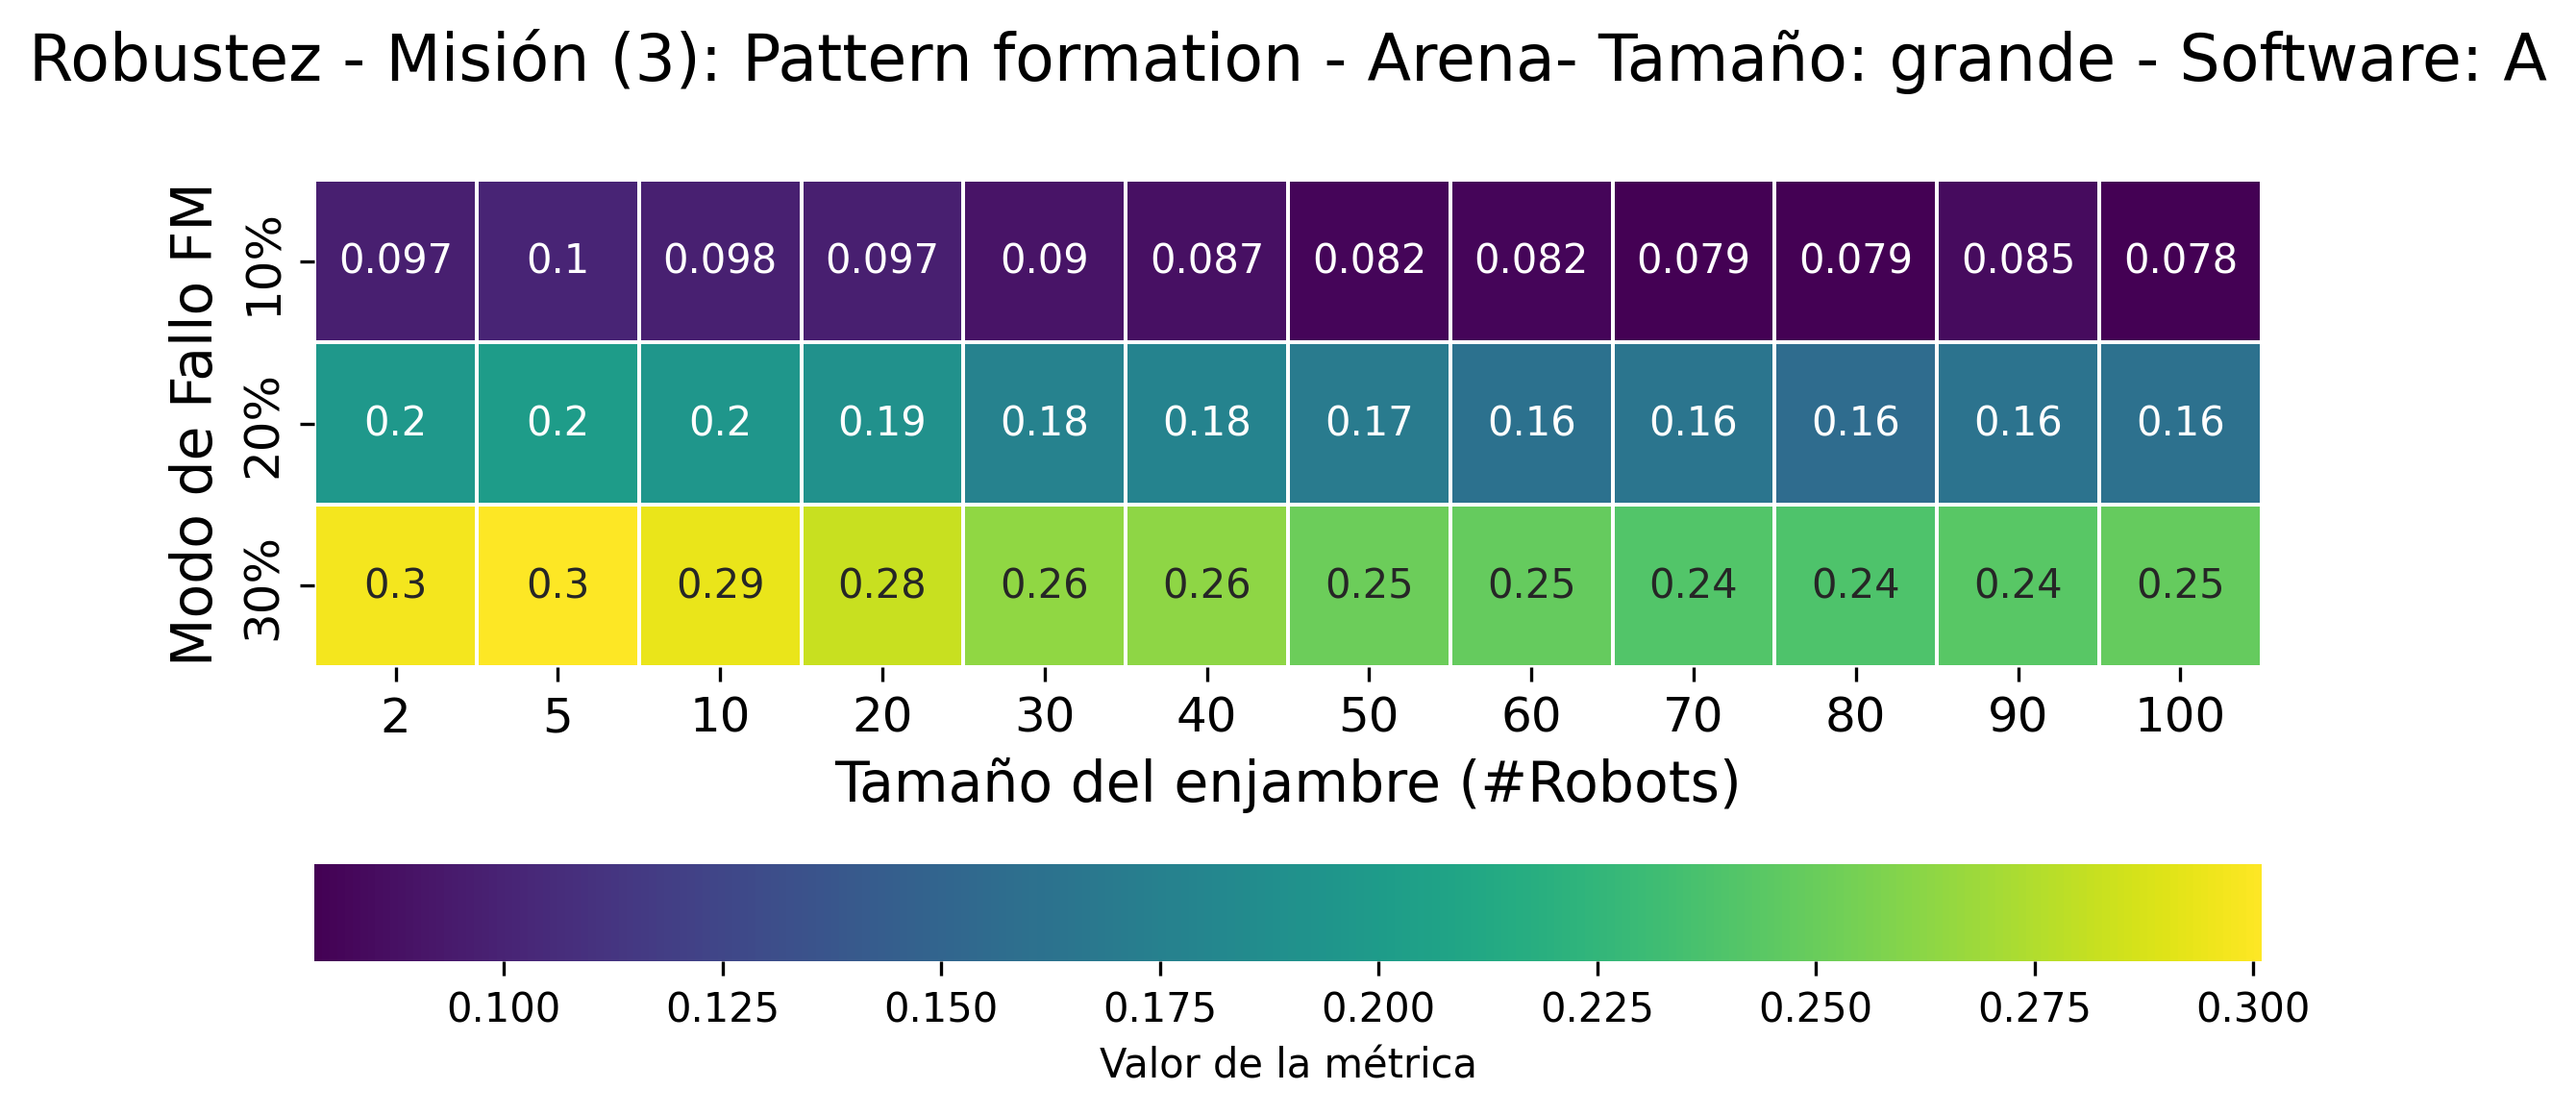 Robustez - Misión (3): Pattern formation - Arena- Tamaño: grande - Software: A
Modo de Fallo FM
10%
0.097 0.1 0.098 0.097 0.09 0.087 0.082 0.082 0.079 0.079 0.085 0.078
20%
0.2 0.2 0.2 0.19 0.18 0.18 0.17 0.16 0.16 0.16 0.16 0.16
30%
0.3 0.3 0.29 0.28 0.26 0.26 0.25 0.25 0.24 0.24 0.24 0.25
2 5 10 20 30 40 50 60 70 80 90 100
Tamaño del enjambre (#Robots)
0.100 0.125 0.150 0.175 0.200 0.225 0.250 0.275 0.300
Valor de la métrica